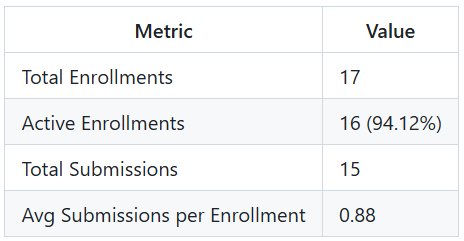 Metric Value
Total Enrollments 17
Active Enrollments 16 (94.12%)
Total Submissions 15
Avg Submissions per Enrollment 0.88